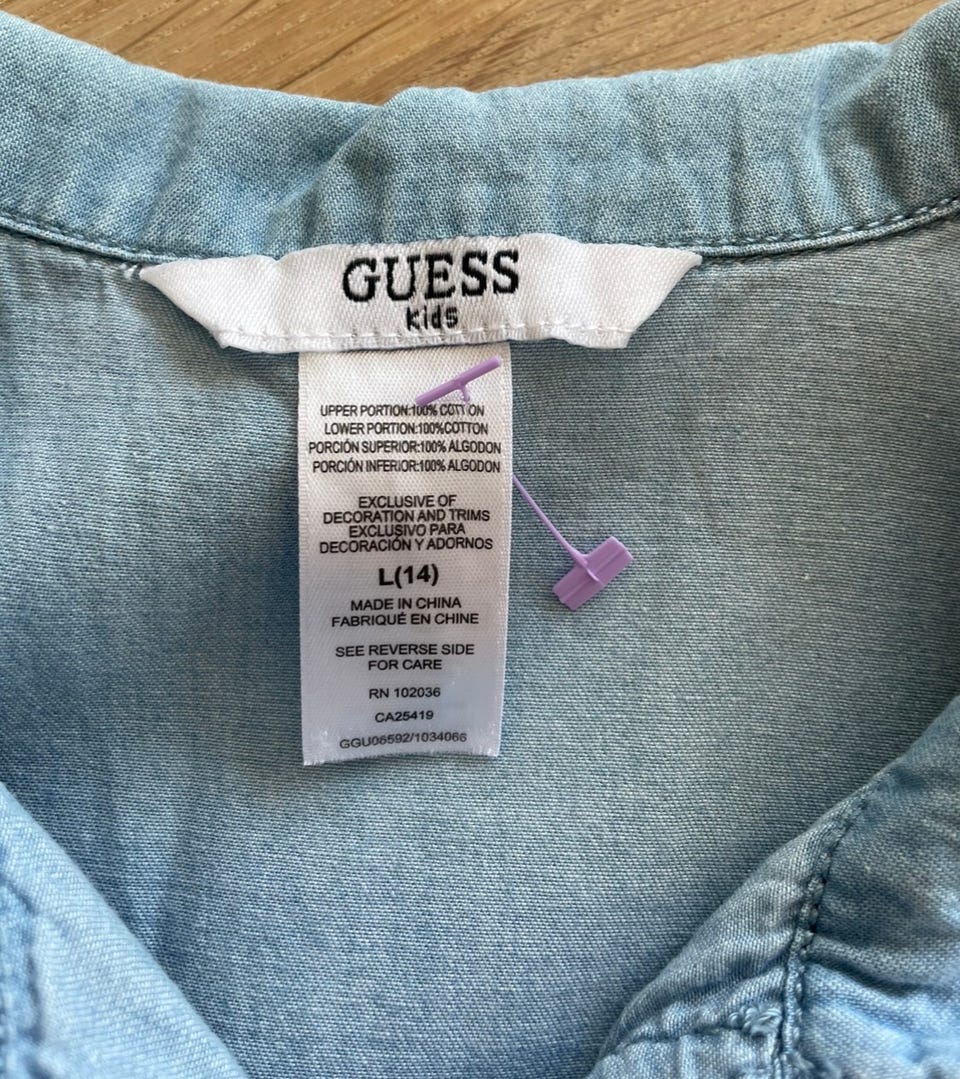 GUESS
Kids
UPPER PORTION:100% COTTON
LOWER PORTION:100%COTTON
PORCIÓN SUPERIOR:100% ALGODON
PORCIÓN INFERIOR:100% ALGODON
EXCLUSIVE OF
DECORATION AND TRIMS
EXCLUSIVO PARA
DECORACIÓN Y ADORNOS
L(14)
MADE IN CHINA
FABRIQUÉ EN CHINE
SEE REVERSE SIDE
FOR CARE
RN 102036
CA25419
GGU06592/1034066